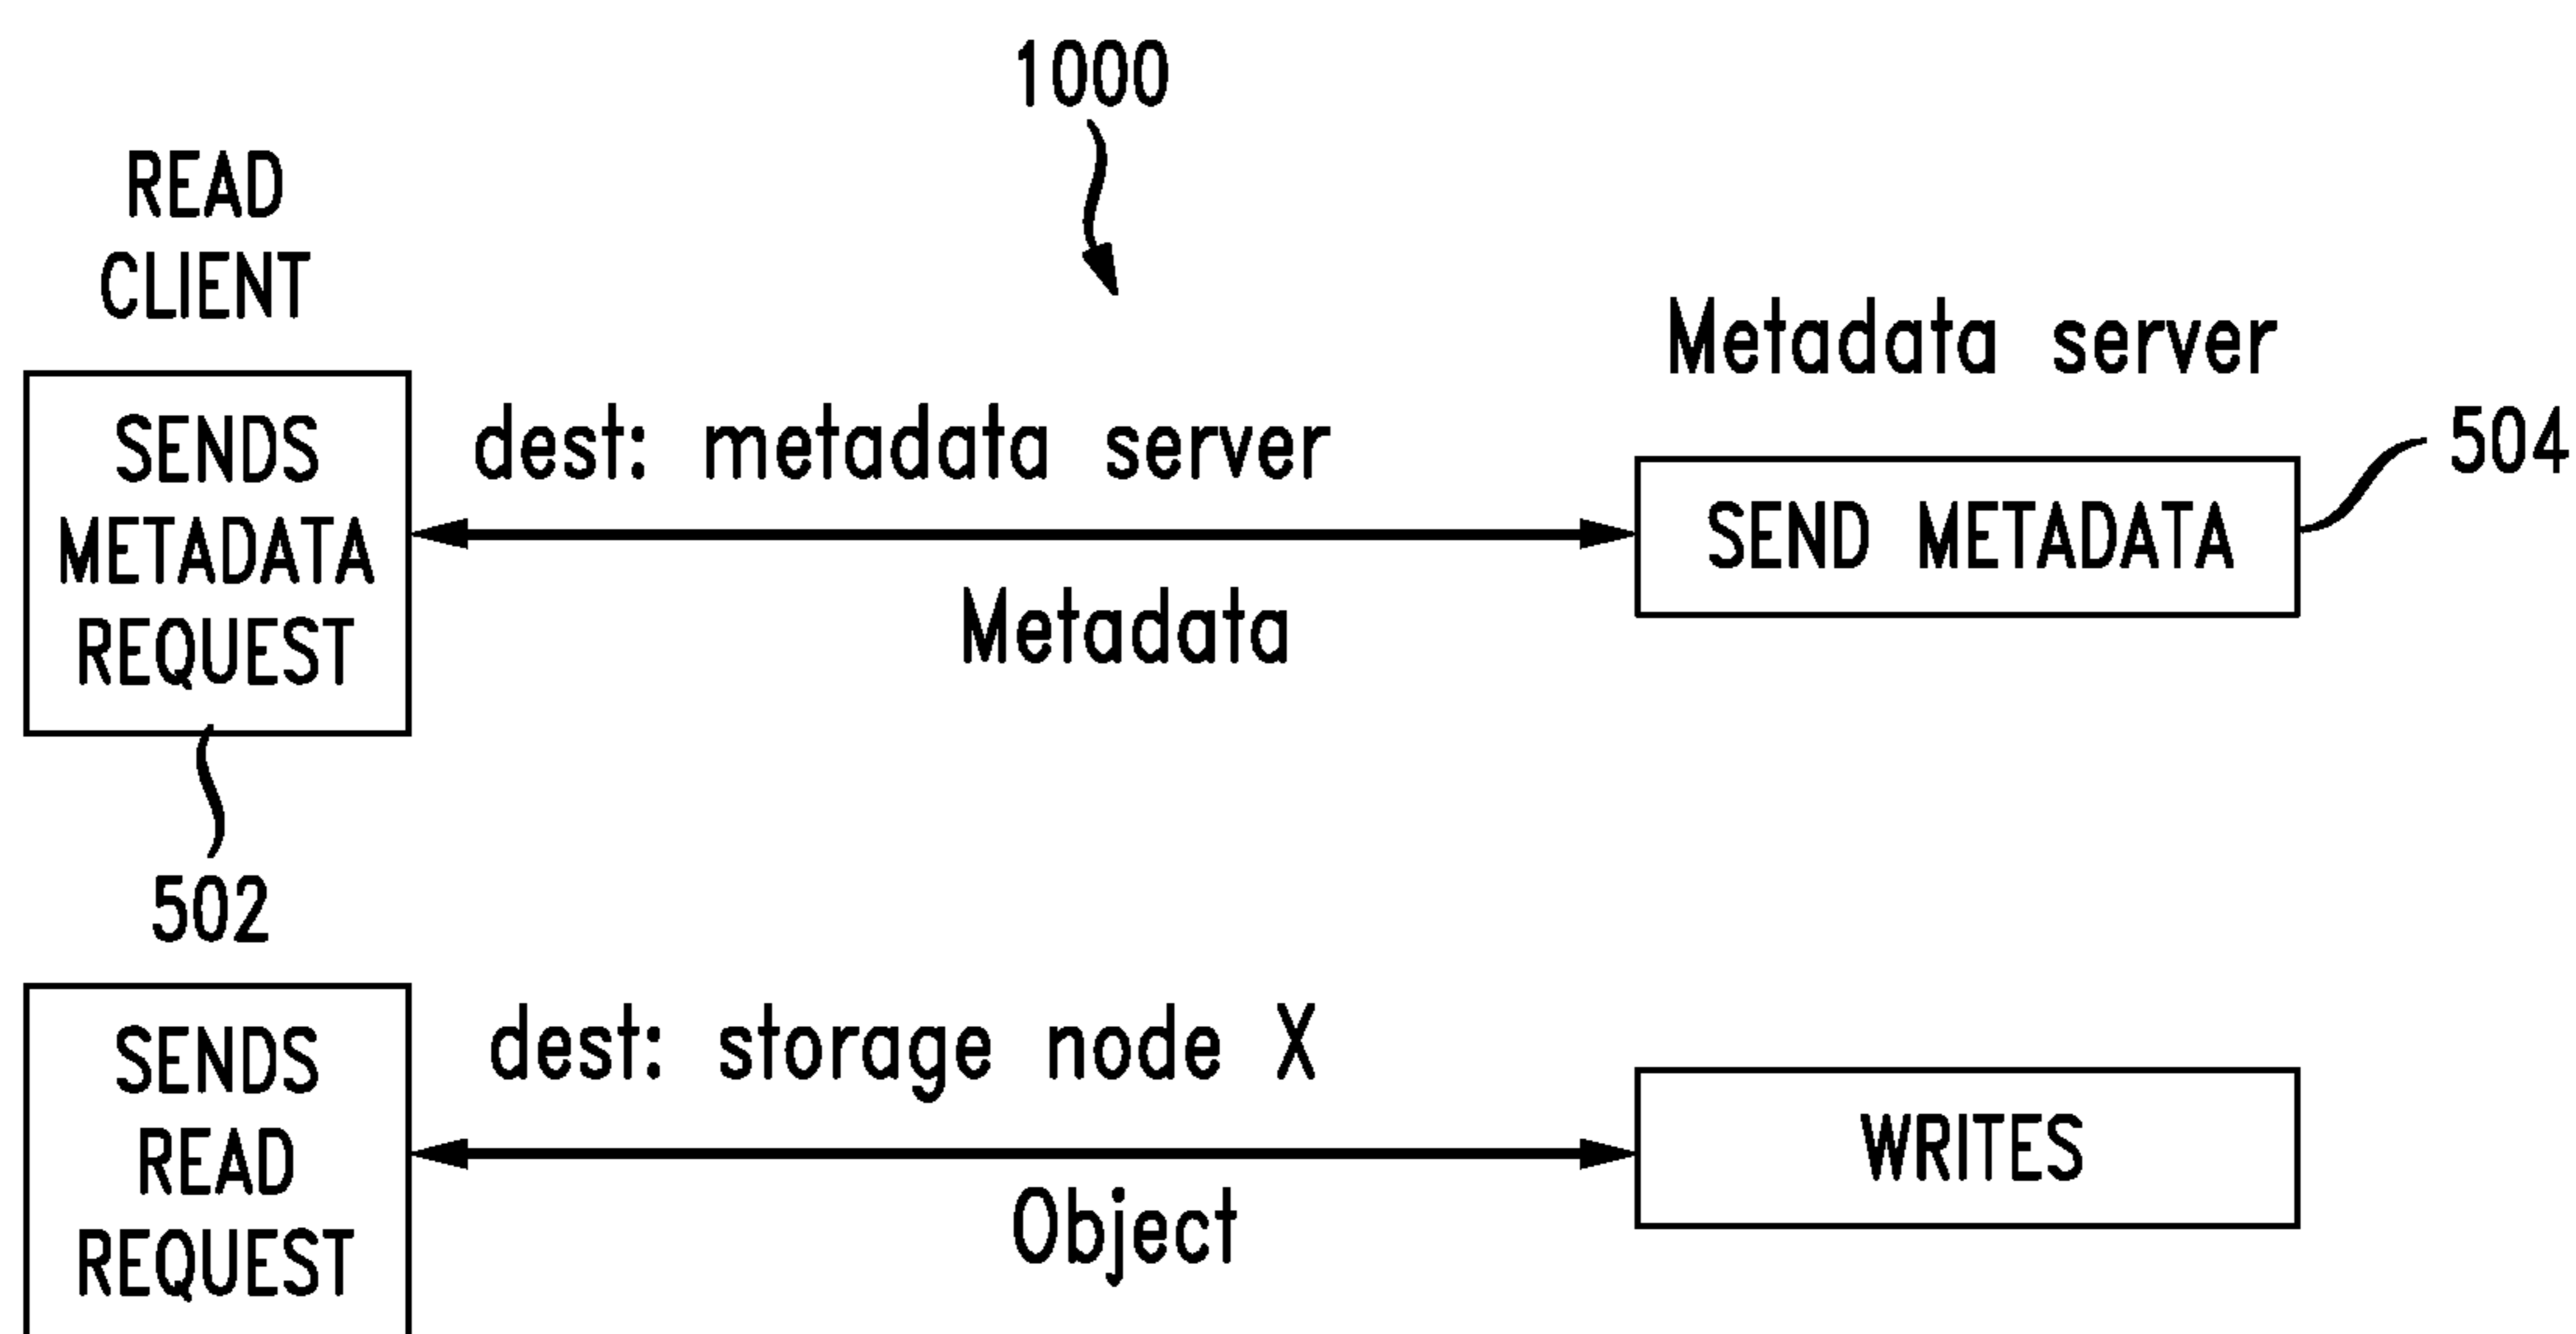 1000
READ
CLIENT
Metadata server
SENDS
METADATA
REQUEST
dest: metadata server
Metadata
SEND METADATA
504
502
SENDS
READ
REQUEST
dest: storage node X
Object
WRITES